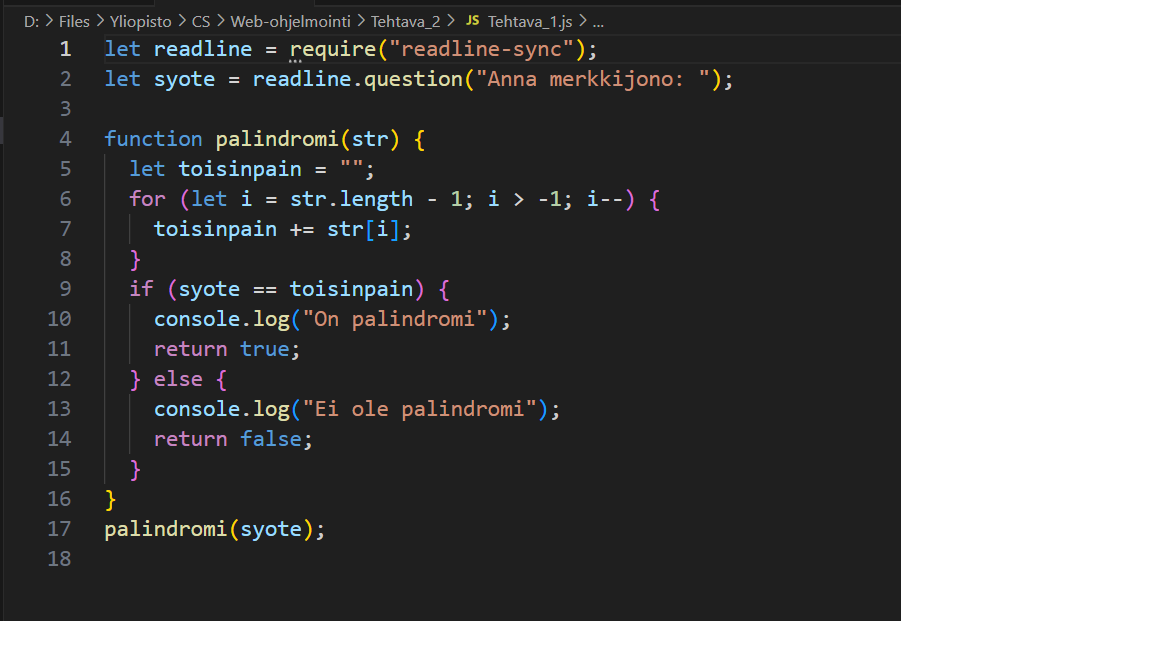 D: > Files > Yliopisto > CS > Web-ohjelmointi > Tehtava_2 > JS Tehtava_1.js > ...
1 let readline = require("readline-sync");
2 let syote = readline.question("Anna merkkijono: ");
3
4 function palindromi(str) {
5   let toisinpain = "";
6   for (let i = str.length - 1; i > -1; i--) {
7     toisinpain += str[i];
8   }
9   if (syote == toisinpain) {
10     console.log("On palindromi");
11     return true;
12   } else {
13     console.log("Ei ole palindromi");
14     return false;
15   }
16 }
17 palindromi(syote);
18